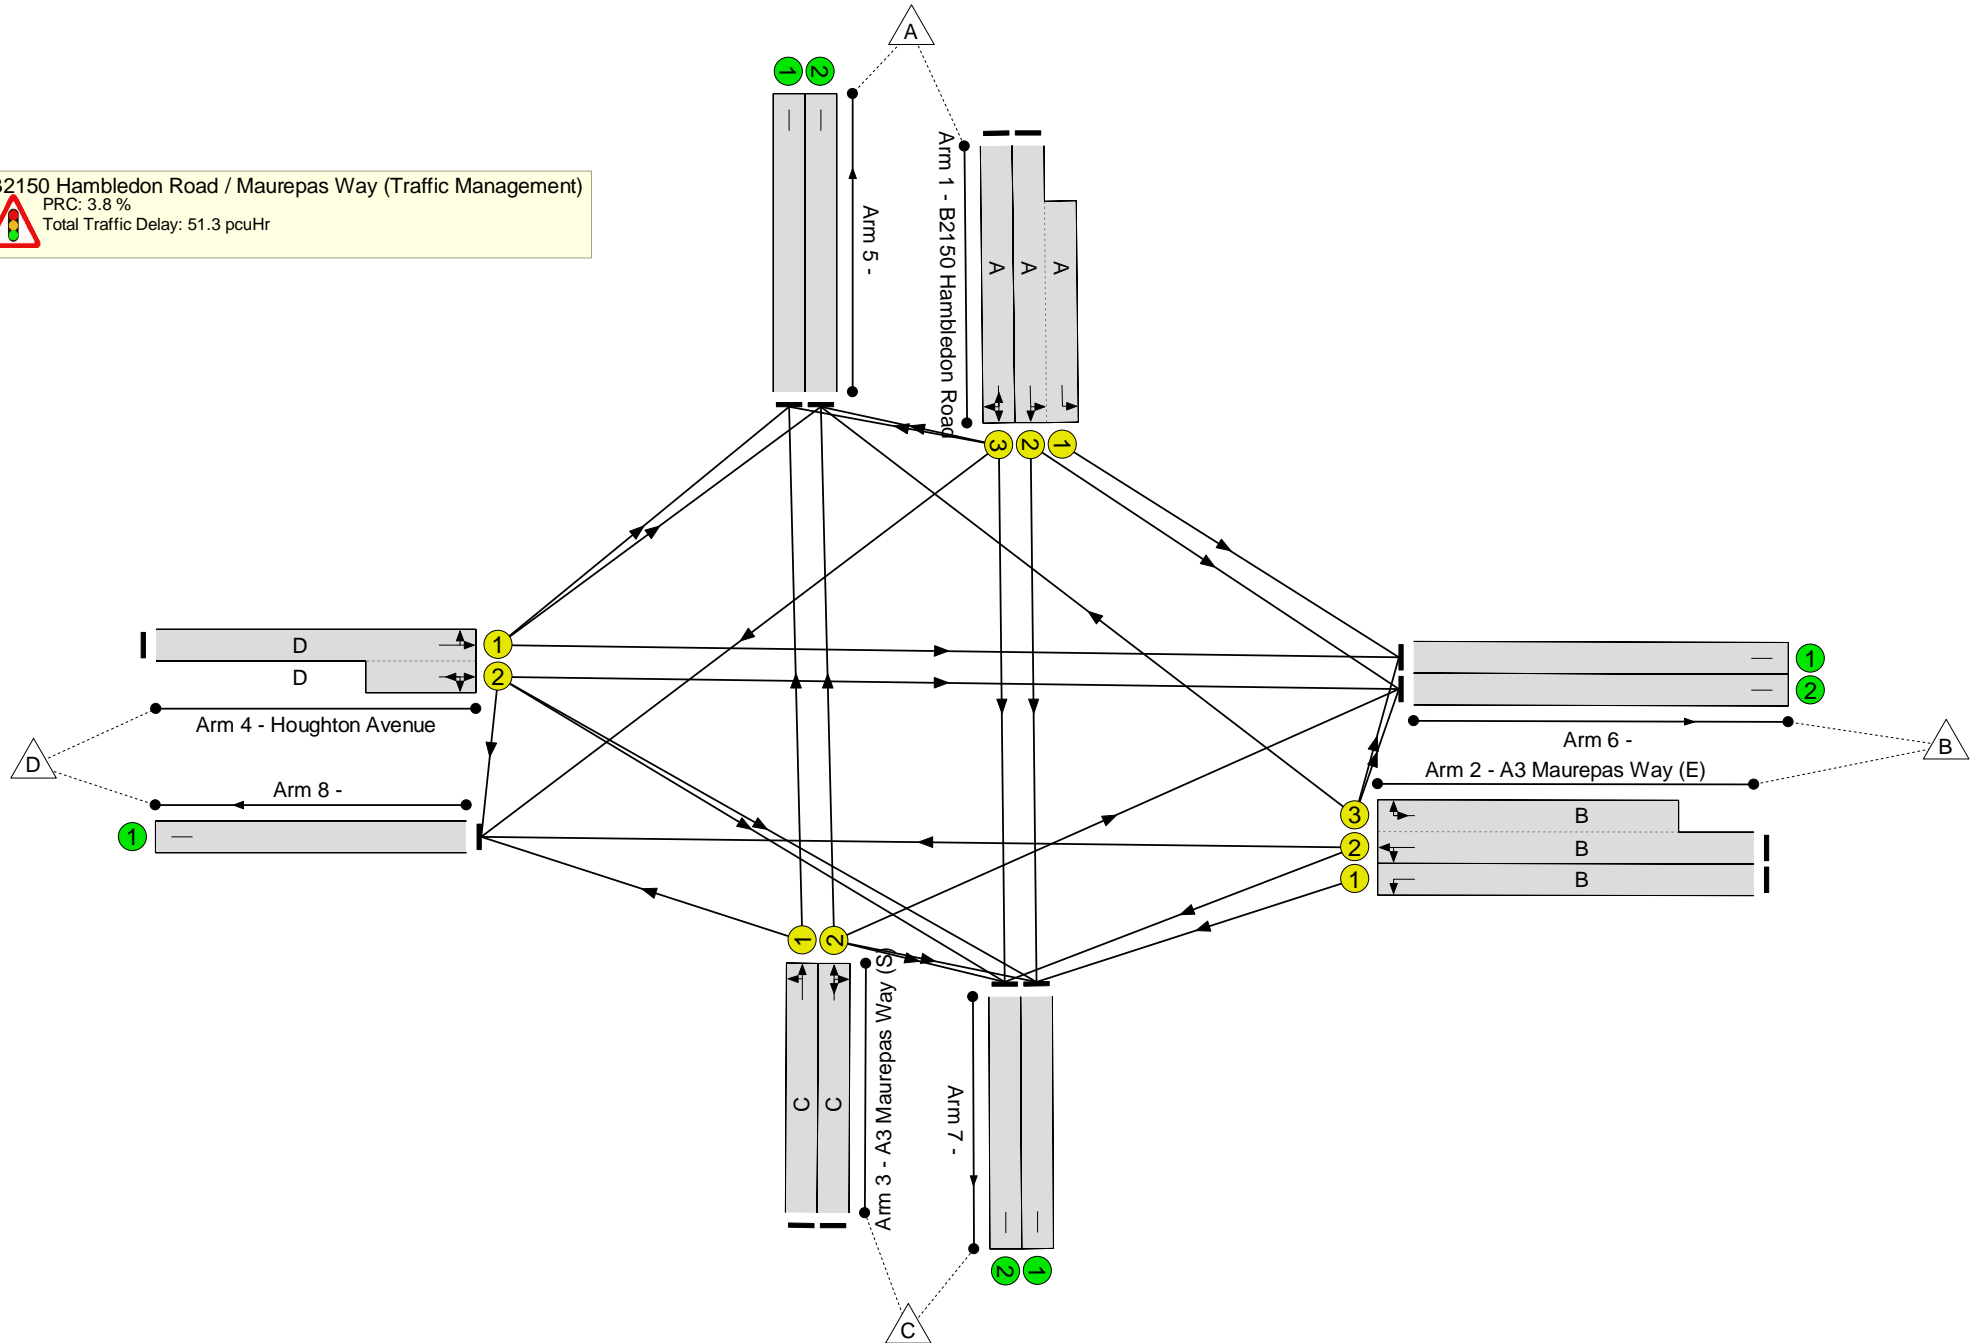 A
1 2
Arm 5 -
Arm 1 - B2150 Hambledon Road
A A A
3 2 1
2150 Hambledon Road / Maurepas Way (Traffic Management)
PRC: 3.8 %
Total Traffic Delay: 51.3 pcuHr
D 1
D 2
Arm 4 - Houghton Avenue
D
Arm 8 -
1
1
2
Arm 6 -
B
Arm 2 - A3 Maurepas Way (E)
3 B
2 B
1 B
1 2
C C
Arm 3 - A3 Maurepas Way (S)
Arm 7 -
2 1
C